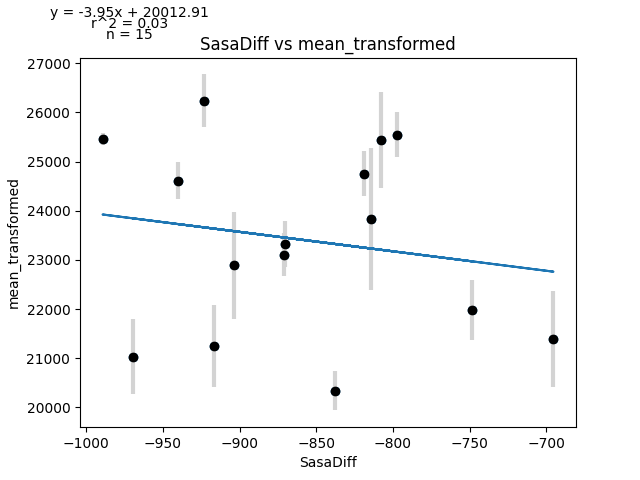 y = -3.95x + 20012.91
r^2 = 0.03
n = 15
SasaDiff vs mean_transformed
27000
26000
25000
24000
23000
22000
21000
20000
mean_transformed
−1000 −950 −900 −850 −800 −750 −700
SasaDiff